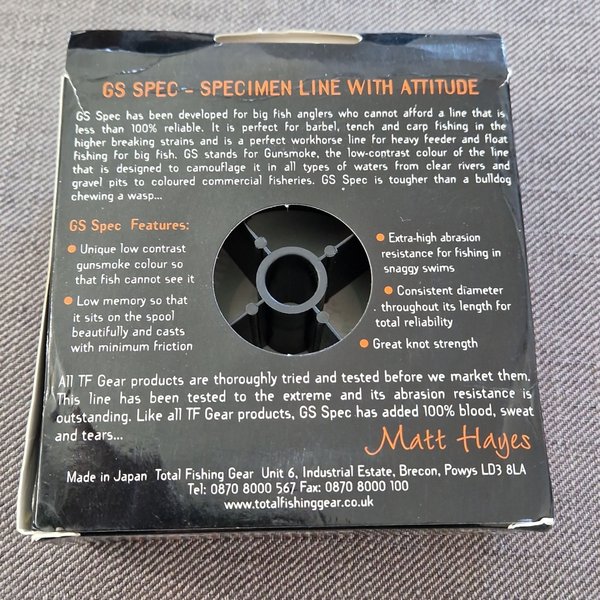 GS SPEC - SPECIMEN LINE WITH ATTITUDE
GS Spec has been developed for big fish anglers who cannot afford a line that is
less than 100% reliable. It is perfect for barbel, tench and carp fishing in the
higher breaking strains and is a perfect workhorse line for heavy feeder and float
fishing for big fish. GS stands for Gunsmoke, the low-contrast colour of the line
that is designed to camouflage it in all types of waters from clear rivers and
gravel pits to coloured commercial fisheries. GS Spec is tougher than a bulldog
chewing a wasp...
GS Spec Features:
Unique low contrast
gunsmoke colour so
that fish cannot see it
Low memory so that
it sits on the spool
beautifully and casts
with minimum friction
Extra-high abrasion
resistance for fishing in
snaggy swims
Consistent diameter
throughout its length for
total reliability
Great knot strength
All TF Gear products are thoroughly tried and tested before we market them.
This line has been tested to the extreme and its abrasion resistance is
outstanding. Like all TF Gear products, GS Spec has added 100% blood, sweat
and tears...
Matt Hayes
Made in Japan Total Fishing Gear Unit 6, Industrial Estate, Brecon, Powys LD3 8LA
Tel: 0870 8000 567 Fax: 0870 8000 100
www.totalfishinggear.co.uk